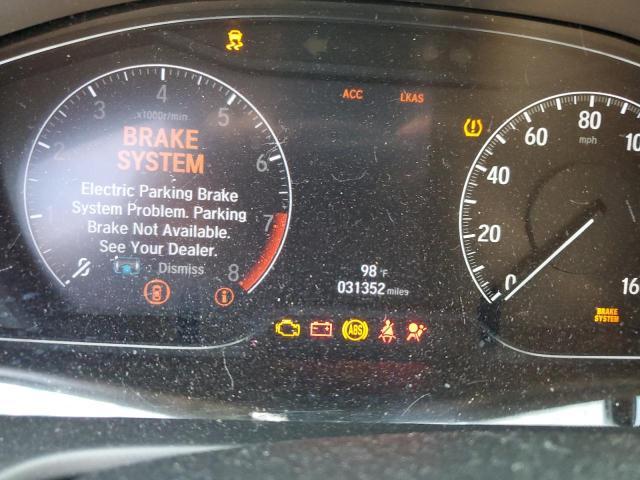 ACC LKAS
x1000r/min
1 2 3 4 5 6 7 8
BRAKE
SYSTEM
Electric Parking Brake
System Problem. Parking
Brake Not Available.
See Your Dealer.
: Dismiss
98 °F
031352 miles
ABS
0 20 40 60 80
mph
BRAKE
SYSTEM